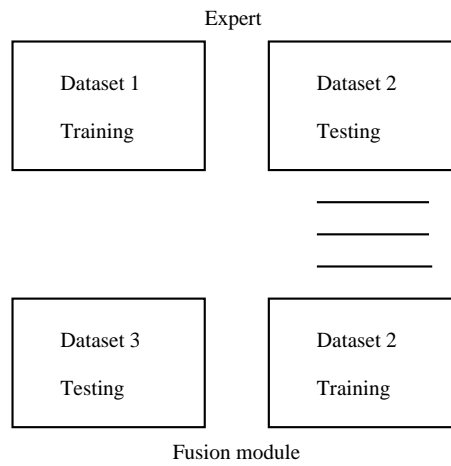 Expert
Dataset 1
Training
Dataset 2
Testing
Dataset 3
Testing
Dataset 2
Training
Fusion module